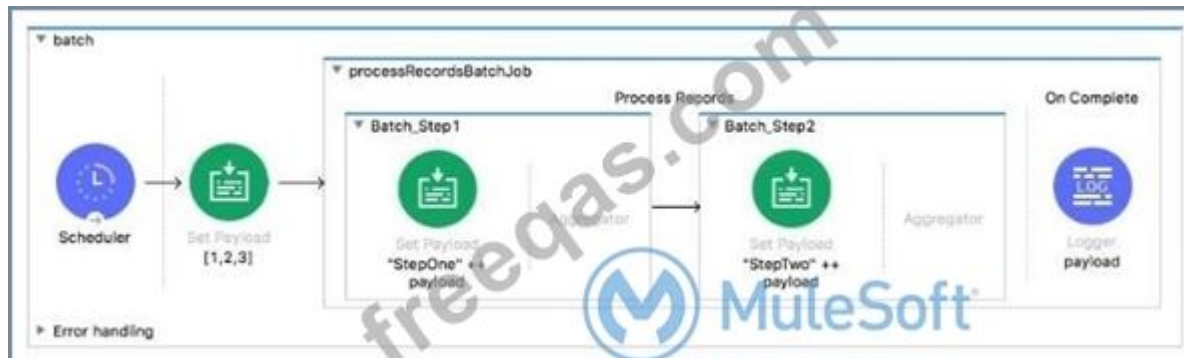 batch
processRecordsBatchJob
Process Records
On Complete
Batch_Step1
Batch_Step2
Scheduler
Set Payload
[1,2,3]
Set Payload
"StepOne" ++
payload
Aggregator
Set Payload
"StepTwo" ++
payload
Aggregator
LOG
Logger
payload
Error handling
freeqas.com
MuleSoft